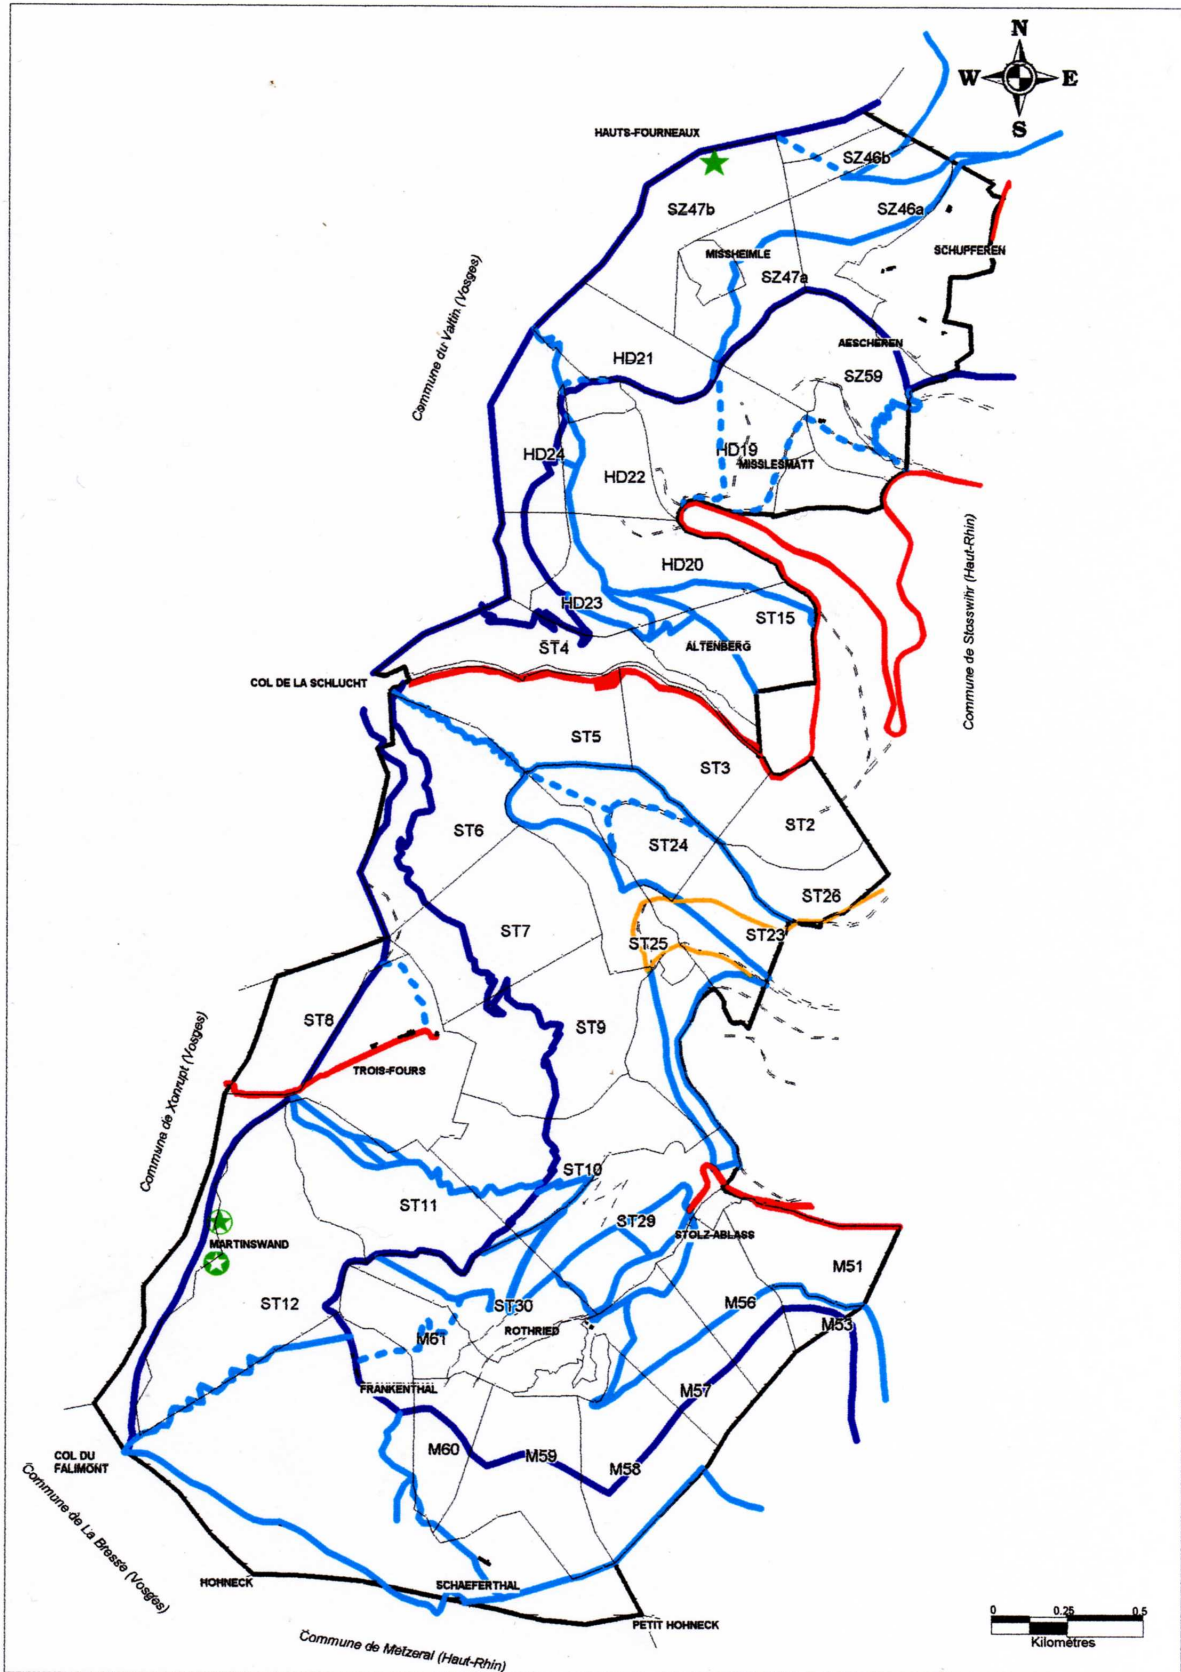 N
W E
S
HAUTS-FOURNEAUX
SZ46b
SZ47b
SZ46a
SCHUPFEREN
MISSHEIMLE
SZ47a
Commune du Valtin (Vosges)
AESCHEREN
HD21
SZ59
HD24
HD19
MISSLESMATT
HD22
Commune de Stosswihr (Haut-Rhin)
HD20
HD23
ST15
ST4
ALTENBERG
COL DE LA SCHLUCHT
ST5
ST3
ST6
ST2
ST24
ST26
ST7
ST23
ST25
ST8
ST9
TROIS-FOURS
Commune de Xonrupt (Vosges)
ST10
ST11
ST29
STOLZ-ABLASS
MARTINSWAND
M51
ST12
ST30
M56
M53
ROTHRIED
M61
FRANKENTHAL
M57
M60
M59
M58
COL DU
FALIMONT
Commune de La Bresse (Vosges)
HOHNECK
SCHAEFERTHAL
PETIT HOHNECK
Commune de Metzeral (Haut-Rhin)
0 0.25 0.5
Kilomètres